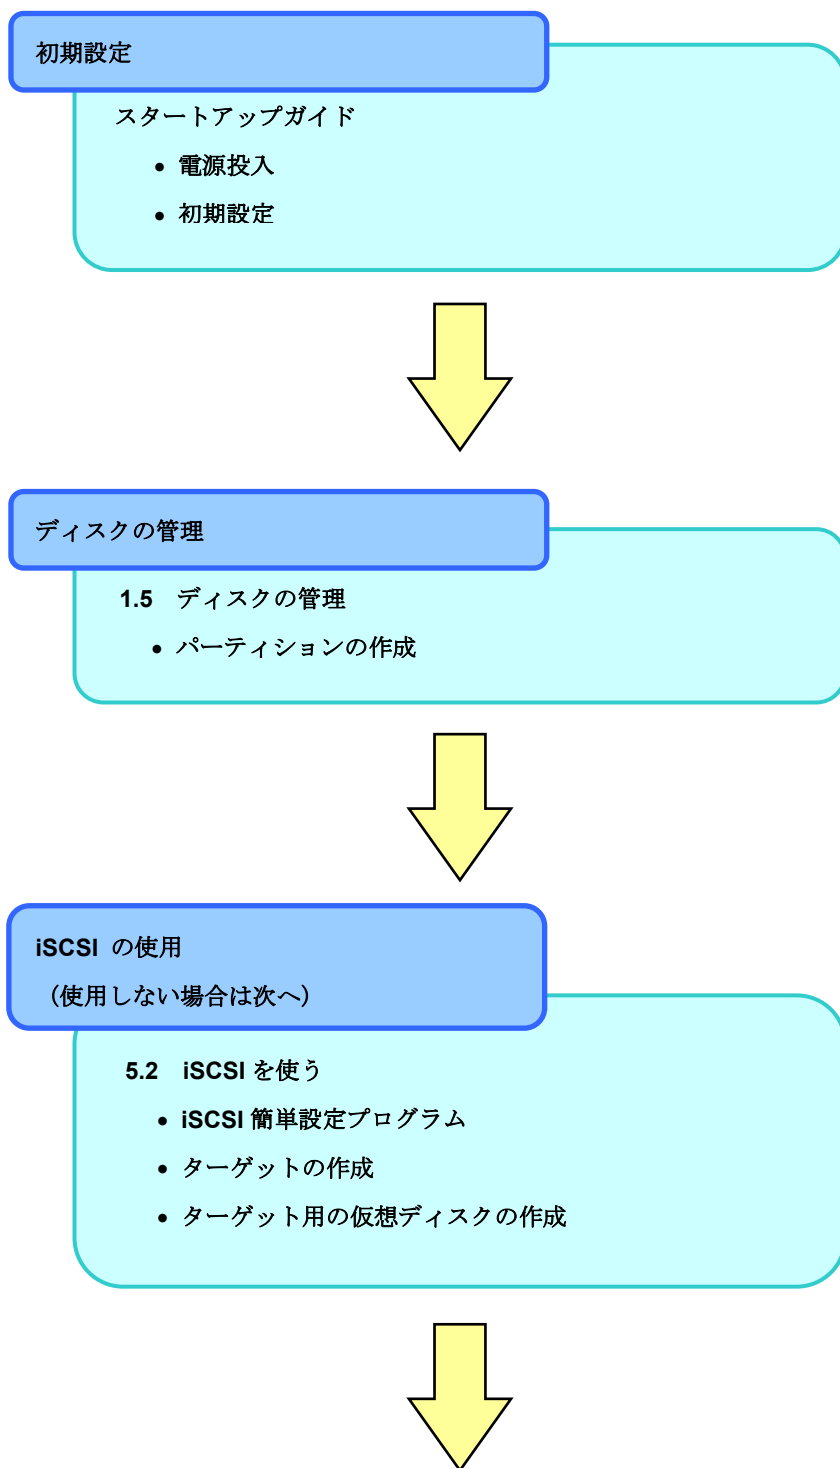 初期設定
スタートアップガイド
• 電源投入
• 初期設定
ディスクの管理
1.5 ディスクの管理
• パーティションの作成
iSCSI の使用
（使用しない場合は次へ）
5.2 iSCSI を使う
• iSCSI 簡単設定プログラム
• ターゲットの作成
• ターゲット用の仮想ディスクの作成